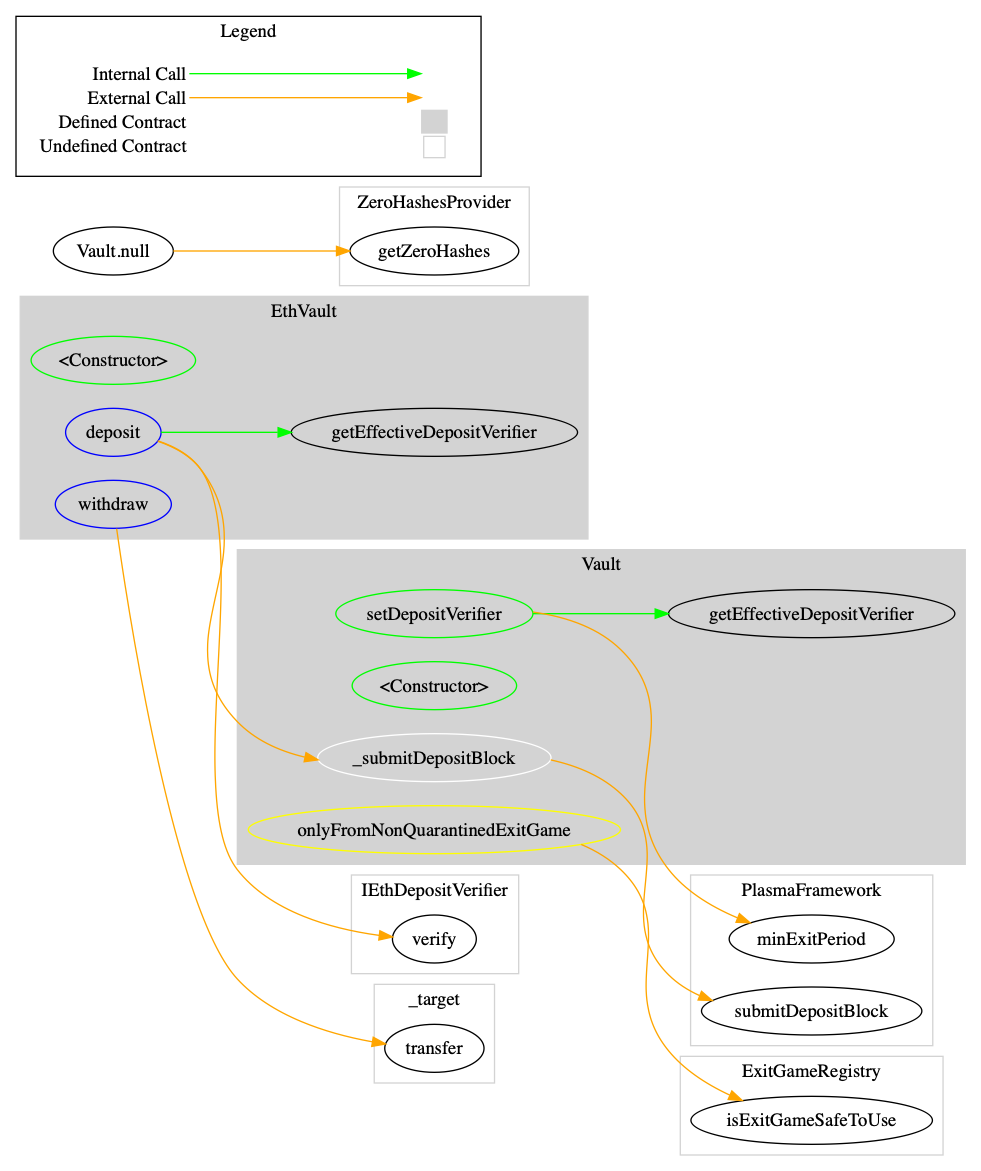 Legend
Internal Call
External Call
Defined Contract
Undefined Contract
ZeroHashesProvider
Vault.null
getZeroHashes
EthVault
<Constructor>
deposit
getEffectiveDepositVerifier
withdraw
Vault
setDepositVerifier
getEffectiveDepositVerifier
<Constructor>
_submitDepositBlock
onlyFromNonQuarantinedExitGame
IEthDepositVerifier
PlasmaFramework
verify
minExitPeriod
_target
submitDepositBlock
transfer
ExitGameRegistry
isExitGameSafeToUse